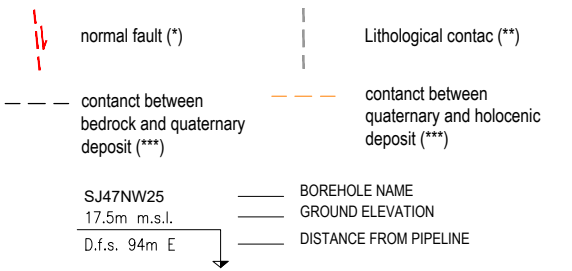 normal fault (*)
Lithological contac (**)
contanct between
bedrock and quaternary
deposit (***)
contanct between
quaternary and holocenic
deposit (***)
SJ47NW25
BOREHOLE NAME
17.5m m.s.l.
GROUND ELEVATION
D.f.s. 94m E
DISTANCE FROM PIPELINE